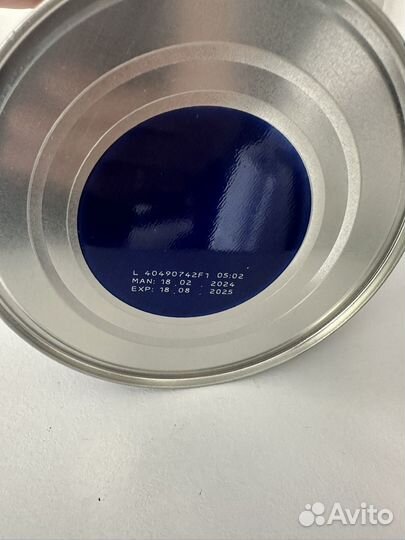 L 40490742F1 05:02
MAN: 18 . 02 . 2024
EXP: 18 . 08 . 2025
Avito